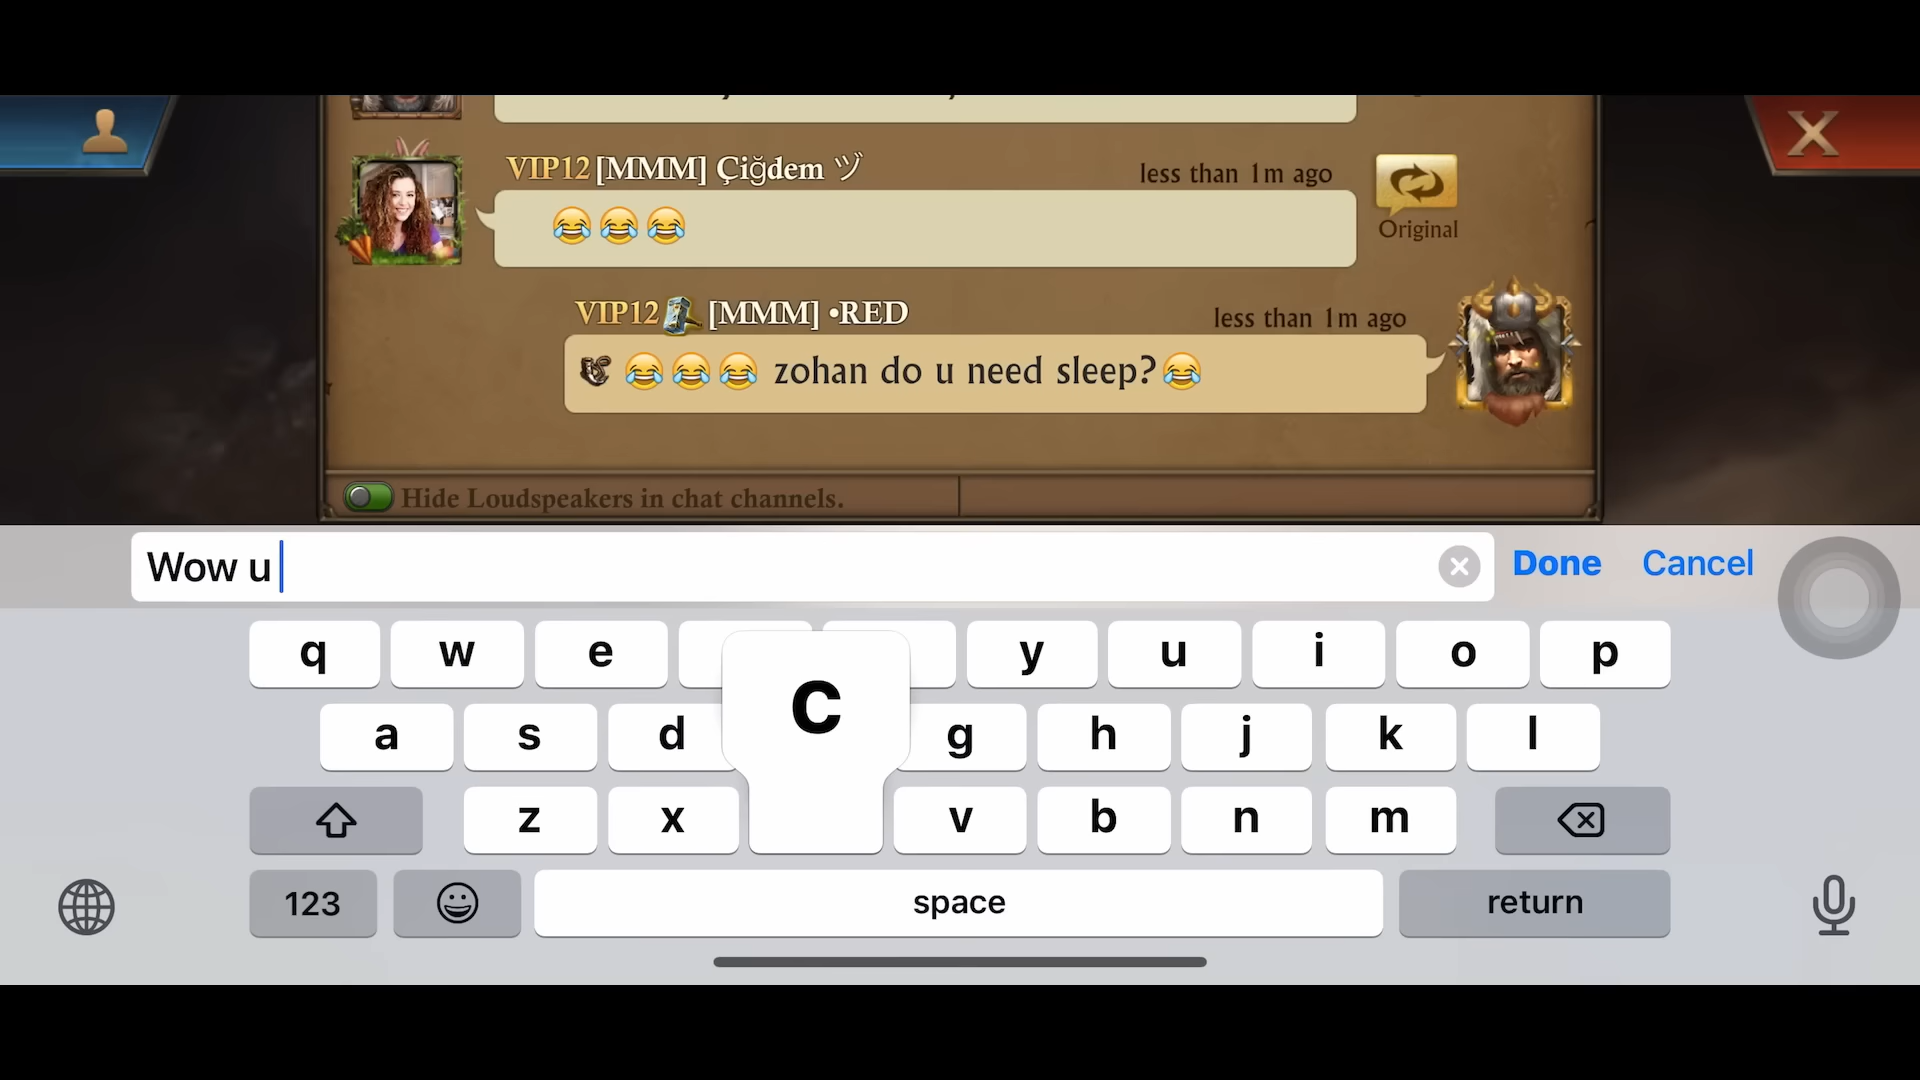 VIP12[MMM] Çiğdem ヅ
less than 1m ago
😂😂😂
Original
VIP12 [MMM] •RED
less than 1m ago
😂😂😂 zohan do u need sleep?😂
Hide Loudspeakers in chat channels.
Wow u
Done
Cancel
q w e y u i o p
c
a s d g h j k l
z x v b n m
123
space
return